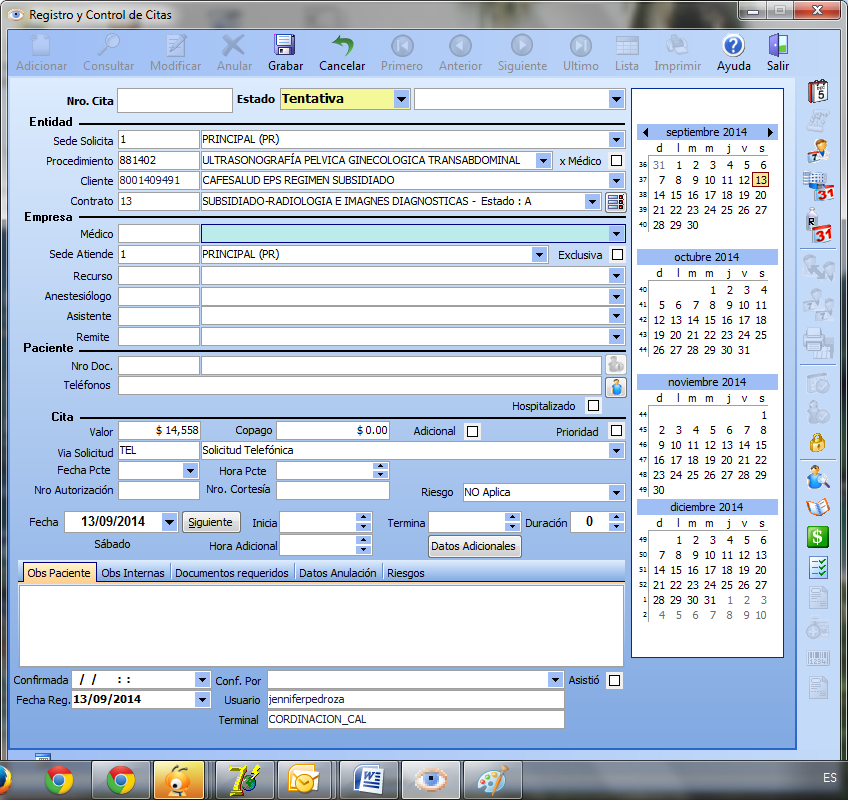 Registro y Control de Citas
Adicionar Consultar Modificar Anular Grabar Cancelar Primero Anterior Siguiente Ultimo Lista Imprimir Ayuda Salir
Nro. Cita Estado Tentativa
Entidad
Sede Solicita 1 PRINCIPAL (PR)
Procedimiento 881402 ULTRASONOGRAFÍA PELVICA GINECOLOGICA TRANSABDOMINAL x Médico
Cliente 8001409491 CAFESALUD EPS REGIMEN SUBSIDIADO
Contrato 13 SUBSIDIADO-RADIOLOGIA E IMAGNES DIAGNOSTICAS - Estado : A
Empresa
Médico
Sede Atiende 1 PRINCIPAL (PR) Exclusiva
Recurso
Anestesiólogo
Asistente
Remite
Paciente
Nro Doc.
Teléfonos
Hospitalizado
Cita
Valor $ 14,558 Copago $ 0.00 Adicional Prioridad
Via Solicitud TEL Solicitud Telefónica
Fecha Pcte Hora Pcte
Nro Autorización Nro. Cortesía Riesgo NO Aplica
Fecha 13/09/2014 Siguiente Inicia Termina Duración 0
Sábado Hora Adicional Datos Adicionales
Obs Paciente Obs Internas Documentos requeridos Datos Anulación Riesgos
Confirmada / / : : Conf. Por Asistió
Fecha Reg. 13/09/2014 Usuario jenniferpedroza
Terminal CORDINACION_CAL
septiembre 2014
d l m m j v s
36 31 1 2 3 4 5 6
37 7 8 9 10 11 12 13
38 14 15 16 17 18 19 20
39 21 22 23 24 25 26 27
40 28 29 30
octubre 2014
d l m m j v s
40 1 2 3 4
41 5 6 7 8 9 10 11
42 12 13 14 15 16 17 18
43 19 20 21 22 23 24 25
44 26 27 28 29 30 31
noviembre 2014
d l m m j v s
44 1
45 2 3 4 5 6 7 8
46 9 10 11 12 13 14 15
47 16 17 18 19 20 21 22
48 23 24 25 26 27 28 29
49 30
diciembre 2014
d l m m j v s
49 1 2 3 4 5 6
50 7 8 9 10 11 12 13
51 14 15 16 17 18 19 20
52 21 22 23 24 25 26 27
1 28 29 30 31 1 2 3
2 4 5 6 7 8 9 10
ES